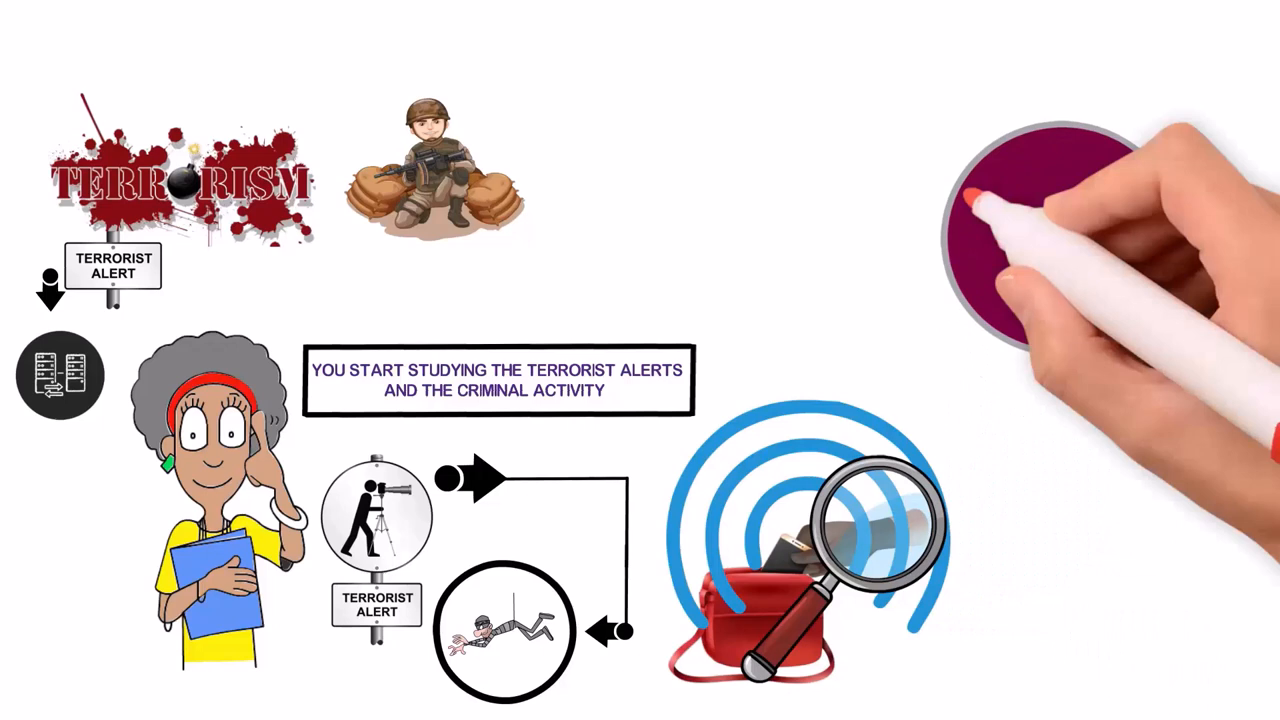 TERRORISM
TERRORIST
ALERT
YOU START STUDYING THE TERRORIST ALERTS
AND THE CRIMINAL ACTIVITY
TERRORIST
ALERT